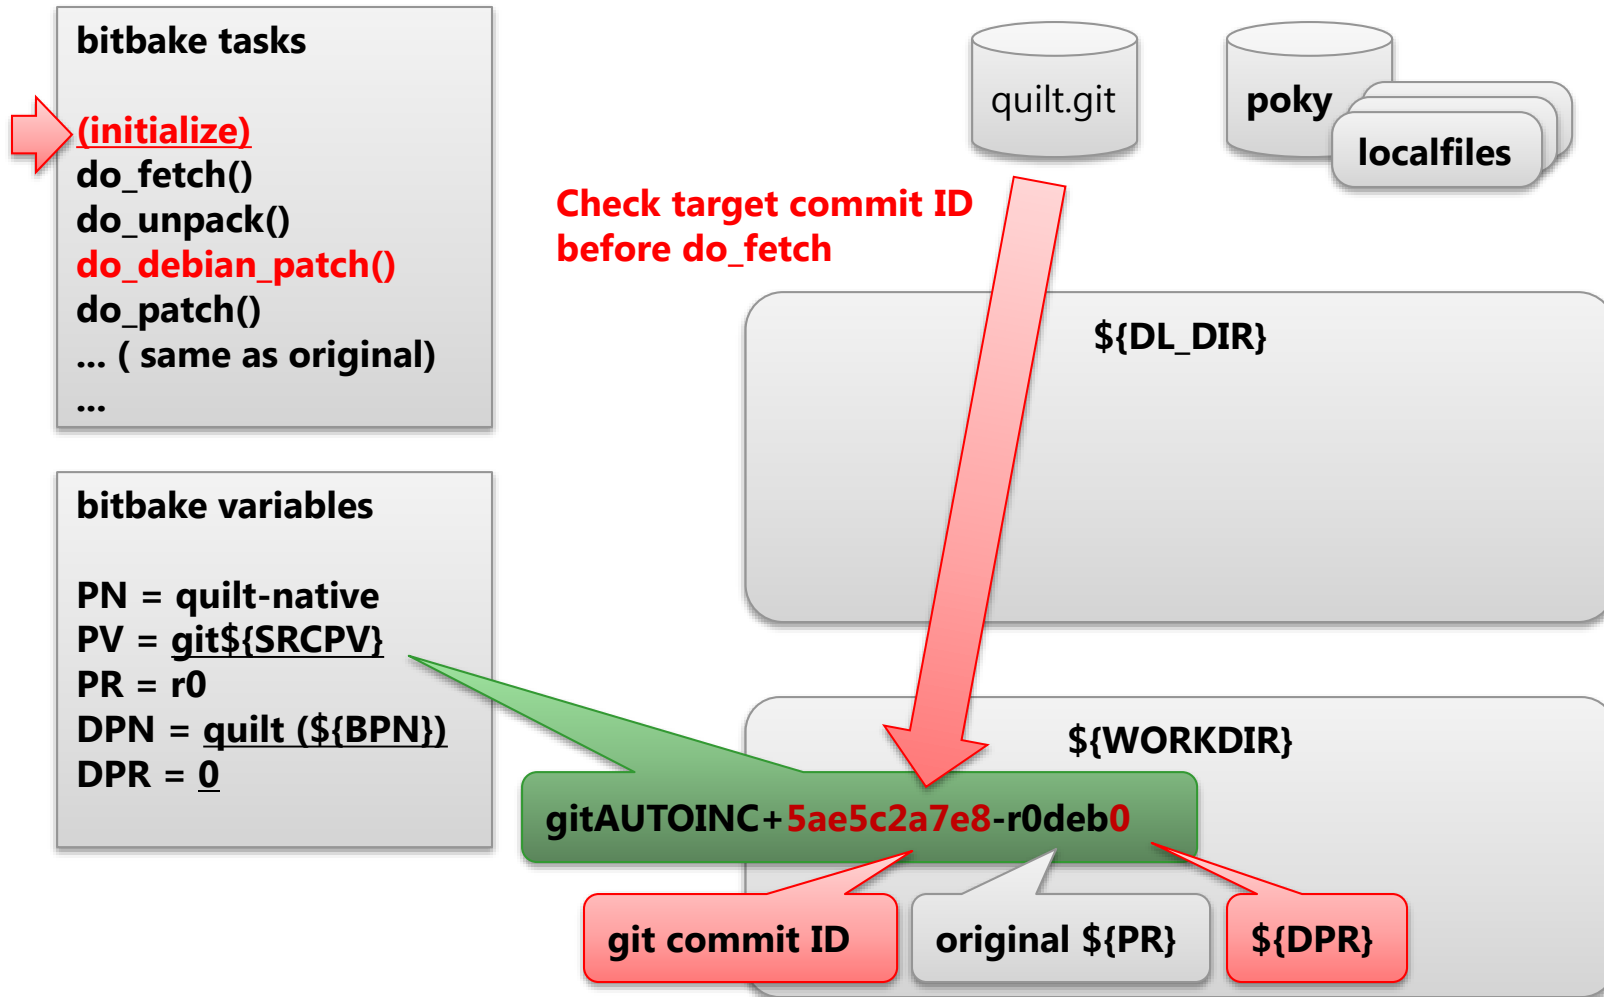 bitbake tasks
(initialize)
do_fetch()
do_unpack()
do_debian_patch()
do_patch()
... ( same as original)
...
quilt.git
poky
localfiles
Check target commit ID
before do_fetch
${DL_DIR}
bitbake variables
PN = quilt-native
PV = git${SRCPV}
PR = r0
DPN = quilt (${BPN})
DPR = 0
${WORKDIR}
gitAUTOINC+5ae5c2a7e8-r0deb0
git commit ID
original ${PR}
${DPR}